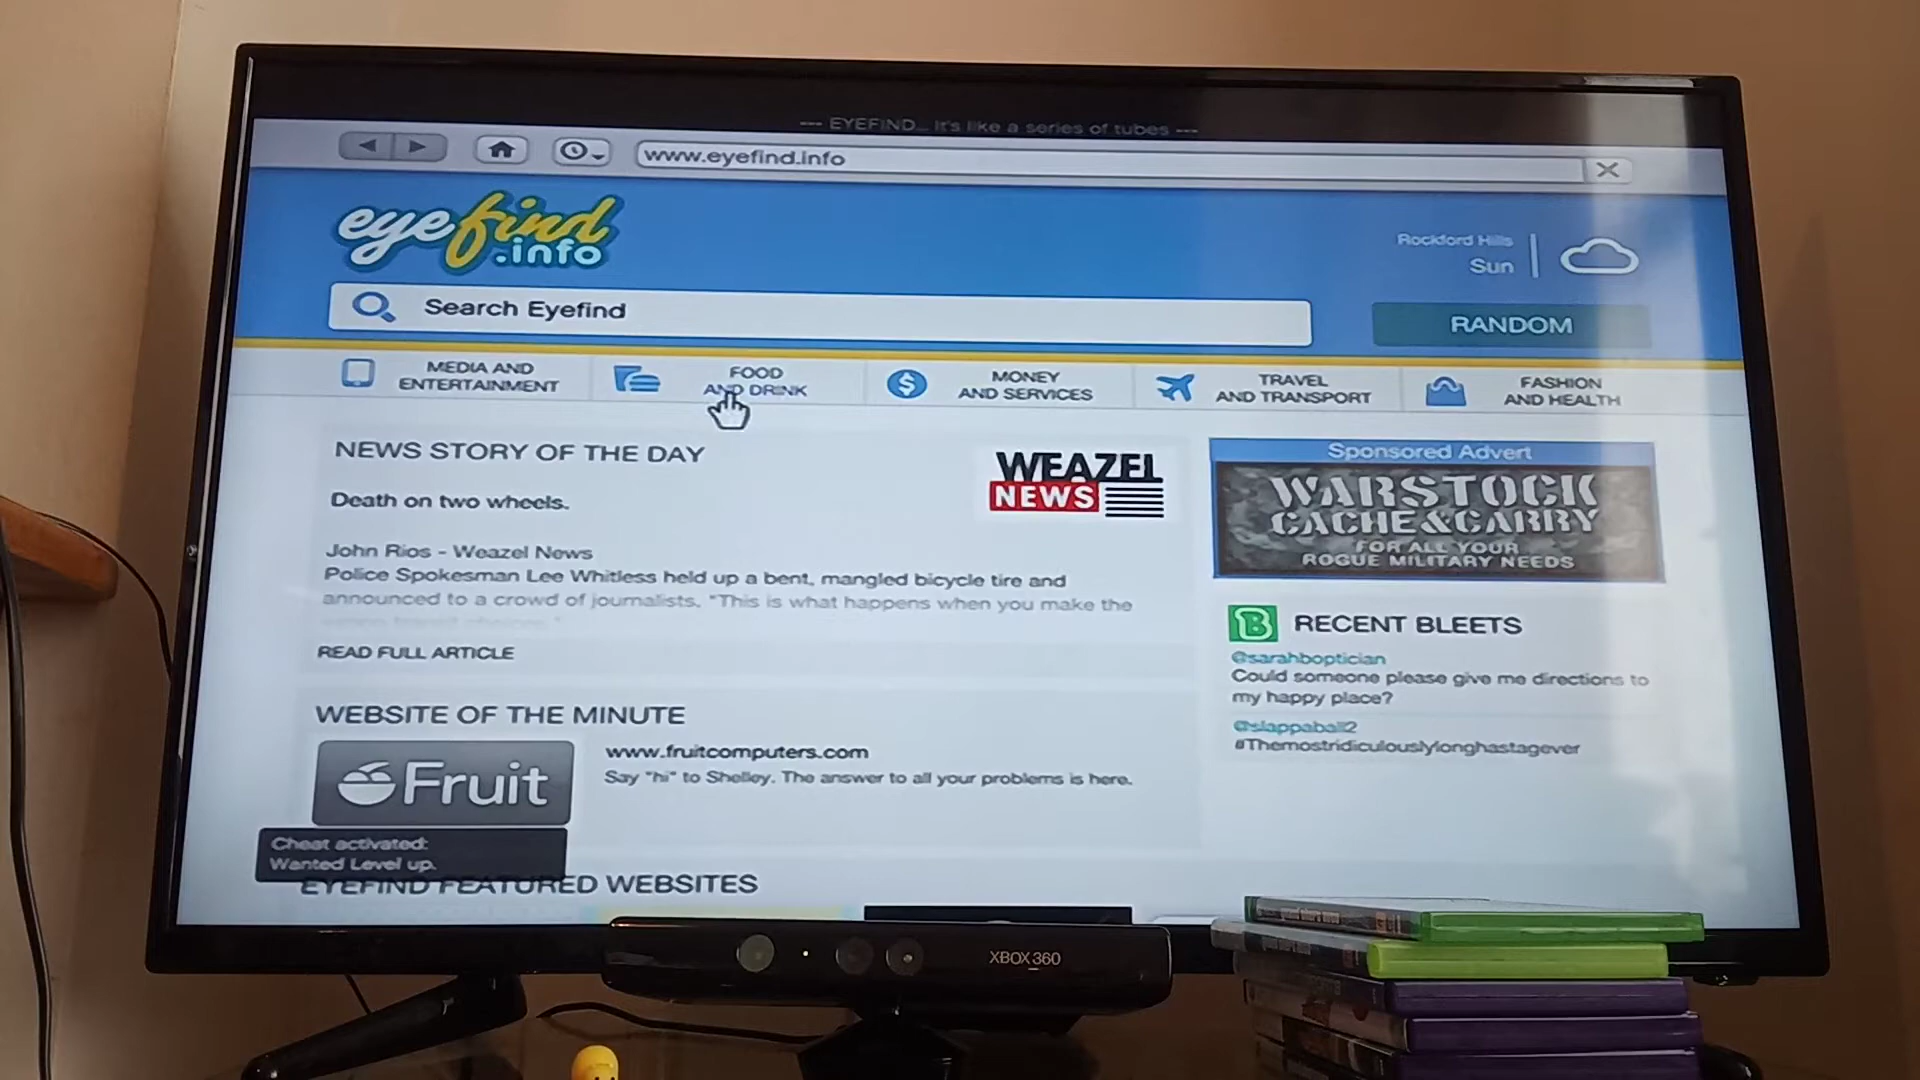 --- EYEFIND... It's like a series of tubes ---
www.eyefind.info
eyefind
.info
Rockford Hills
Sun
Search Eyefind
RANDOM
MEDIA AND
ENTERTAINMENT
FOOD
AND DRINK
MONEY
AND SERVICES
TRAVEL
AND TRANSPORT
FASHION
AND HEALTH
NEWS STORY OF THE DAY
WEAZEL
NEWS
Death on two wheels.
John Rios - Weazel News
Police Spokesman Lee Whitless held up a bent, mangled bicycle tire and
announced to a crowd of journalists, "This is what happens when you make the
READ FULL ARTICLE
Sponsored Advert
WARSTOCK
CACHE&CARRY
FOR ALL YOUR
ROGUE MILITARY NEEDS
B RECENT BLEETS
@sarahboptician
Could someone please give me directions to
my happy place?
@slappaball2
#Themostridiculouslylonghastagever
WEBSITE OF THE MINUTE
Fruit
www.fruitcomputers.com
Say "hi" to Shelley. The answer to all your problems is here.
Cheat activated:
Wanted Level up.
EYEFIND FEATURED WEBSITES
XBOX 360